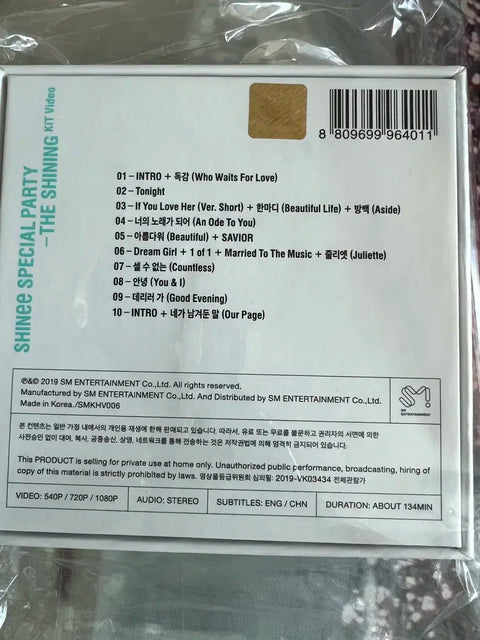 SHINee SPECIAL PARTY
– THE SHINING KIT Video
8 809699 964011
01 – INTRO + 독감 (Who Waits For Love)
02 – Tonight
03 – If You Love Her (Ver. Short) + 한마디 (Beautiful Life) + 방백 (Aside)
04 – 너의 노래가 되어 (An Ode To You)
05 – 아름다워 (Beautiful) + SAVIOR
06 – Dream Girl + 1 of 1 + Married To The Music + 줄리엣 (Juliette)
07 – 셀 수 없는 (Countless)
08 – 안녕 (You & I)
09 – 데리러 가 (Good Evening)
10 – INTRO + 네가 남겨둔 말 (Our Page)
℗&© 2019 SM ENTERTAINMENT Co.,Ltd. All rights reserved.
Manufactured by SM ENTERTAINMENT Co.,Ltd. And Distributed by SM ENTERTAINMENT Co.,Ltd.
Made in Korea./SMKHV006
SM!
SM
ENTERTAINMENT
본 컨텐츠는 일반 가정 내에서의 개인용 재생에 한해 판매되고 있습니다. 따라서, 유료 또는 무료를 불문하고 권리자의 서면에 의한
사전승인 없이 대여, 복사, 공중송신, 상영, 네트워크를 통해 전송하는 것은 저작권법에 의해 엄격히 금지되어 있습니다.
This PRODUCT is selling for private use at home only. Unauthorized public performance, broadcasting, hiring of
copy of this material is strictly prohibited by laws. 영상물등급위원회 심의필: 2019-VK03434 전체관람가
VIDEO: 540P / 720P / 1080P
AUDIO: STEREO
SUBTITLES: ENG / CHN
DURATION: ABOUT 134MIN